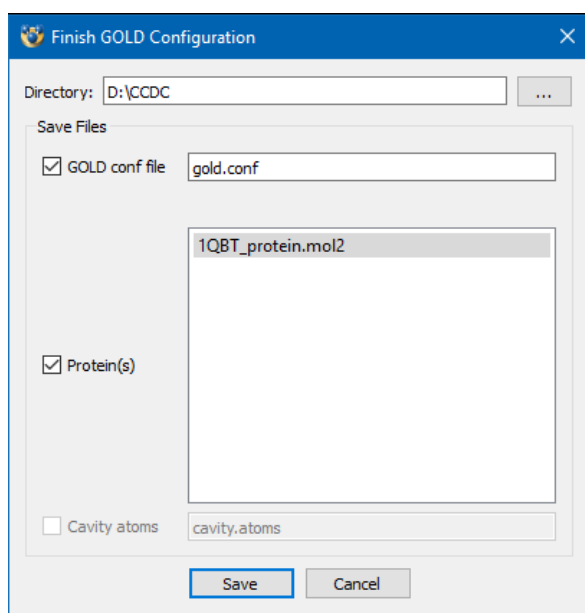 Finish GOLD Configuration
Directory: D:\CCDC ...
Save Files
GOLD conf file gold.conf
1QBT_protein.mol2
Protein(s)
Cavity atoms cavity.atoms
Save Cancel